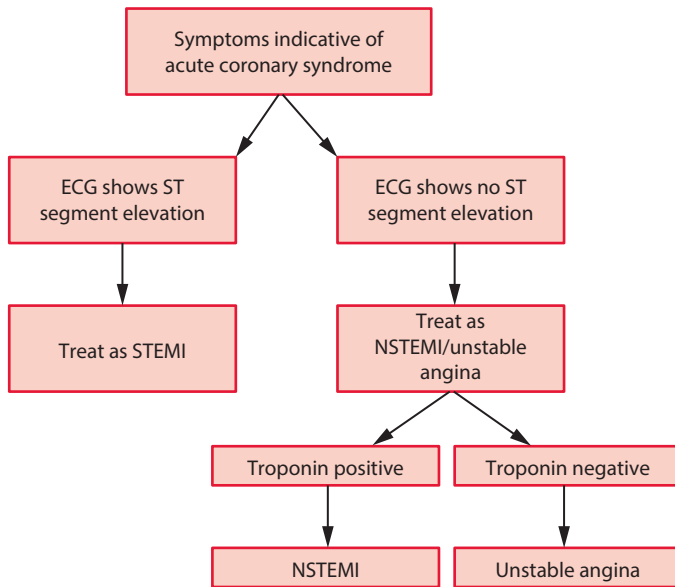 Symptoms indicative of
acute coronary syndrome
ECG shows ST
segment elevation
ECG shows no ST
segment elevation
Treat as STEMI
Treat as
NSTEMI/unstable
angina
Troponin positive
Troponin negative
NSTEMI
Unstable angina